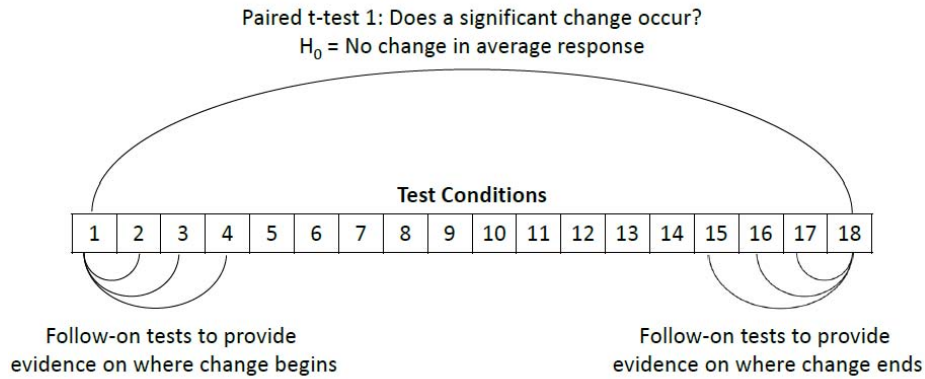 Paired t-test 1: Does a significant change occur?
H₀ = No change in average response
Test Conditions
1 2 3 4 5 6 7 8 9 10 11 12 13 14 15 16 17 18
Follow-on tests to provide
evidence on where change begins
Follow-on tests to provide
evidence on where change ends